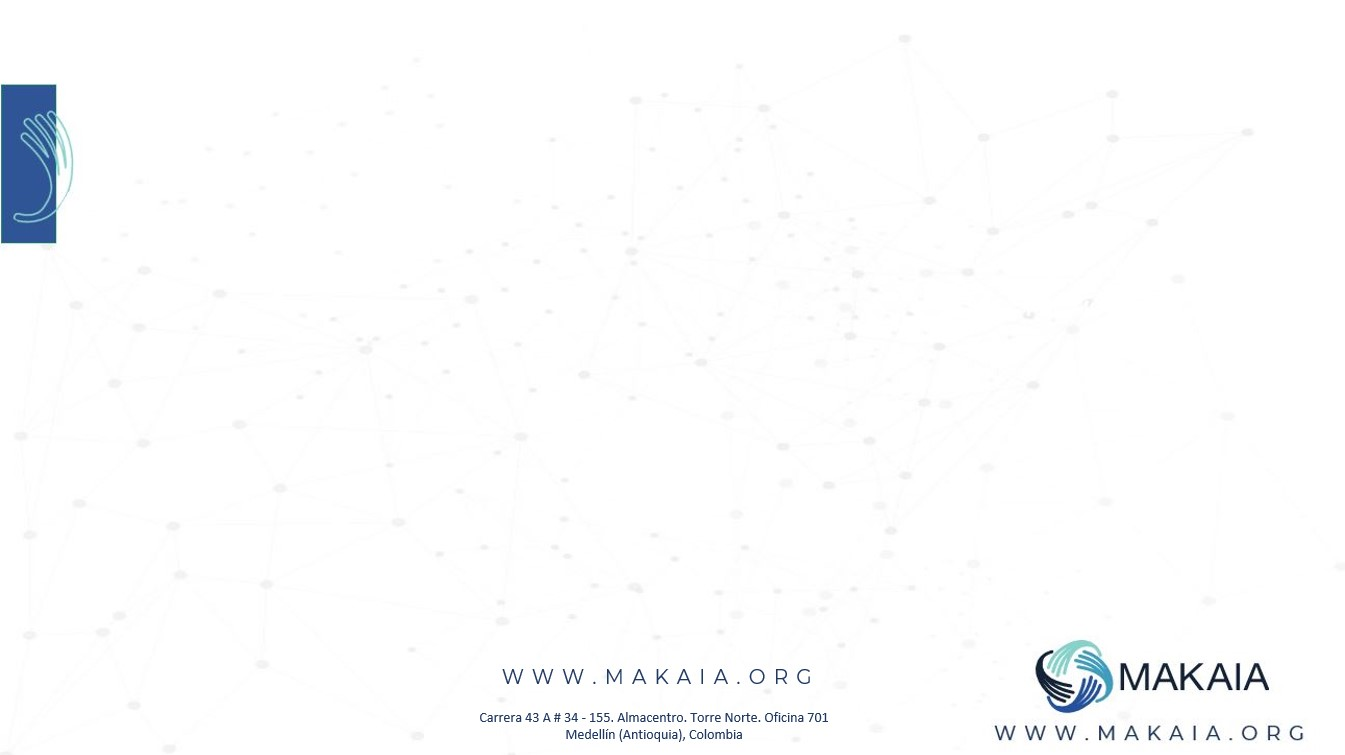 WWW.MAKAIA.ORG
Carrera 43 A # 34 - 155. Almacentro. Torre Norte. Oficina 701
Medellín (Antioquia), Colombia
MAKAIA
WWW.MAKAIA.ORG